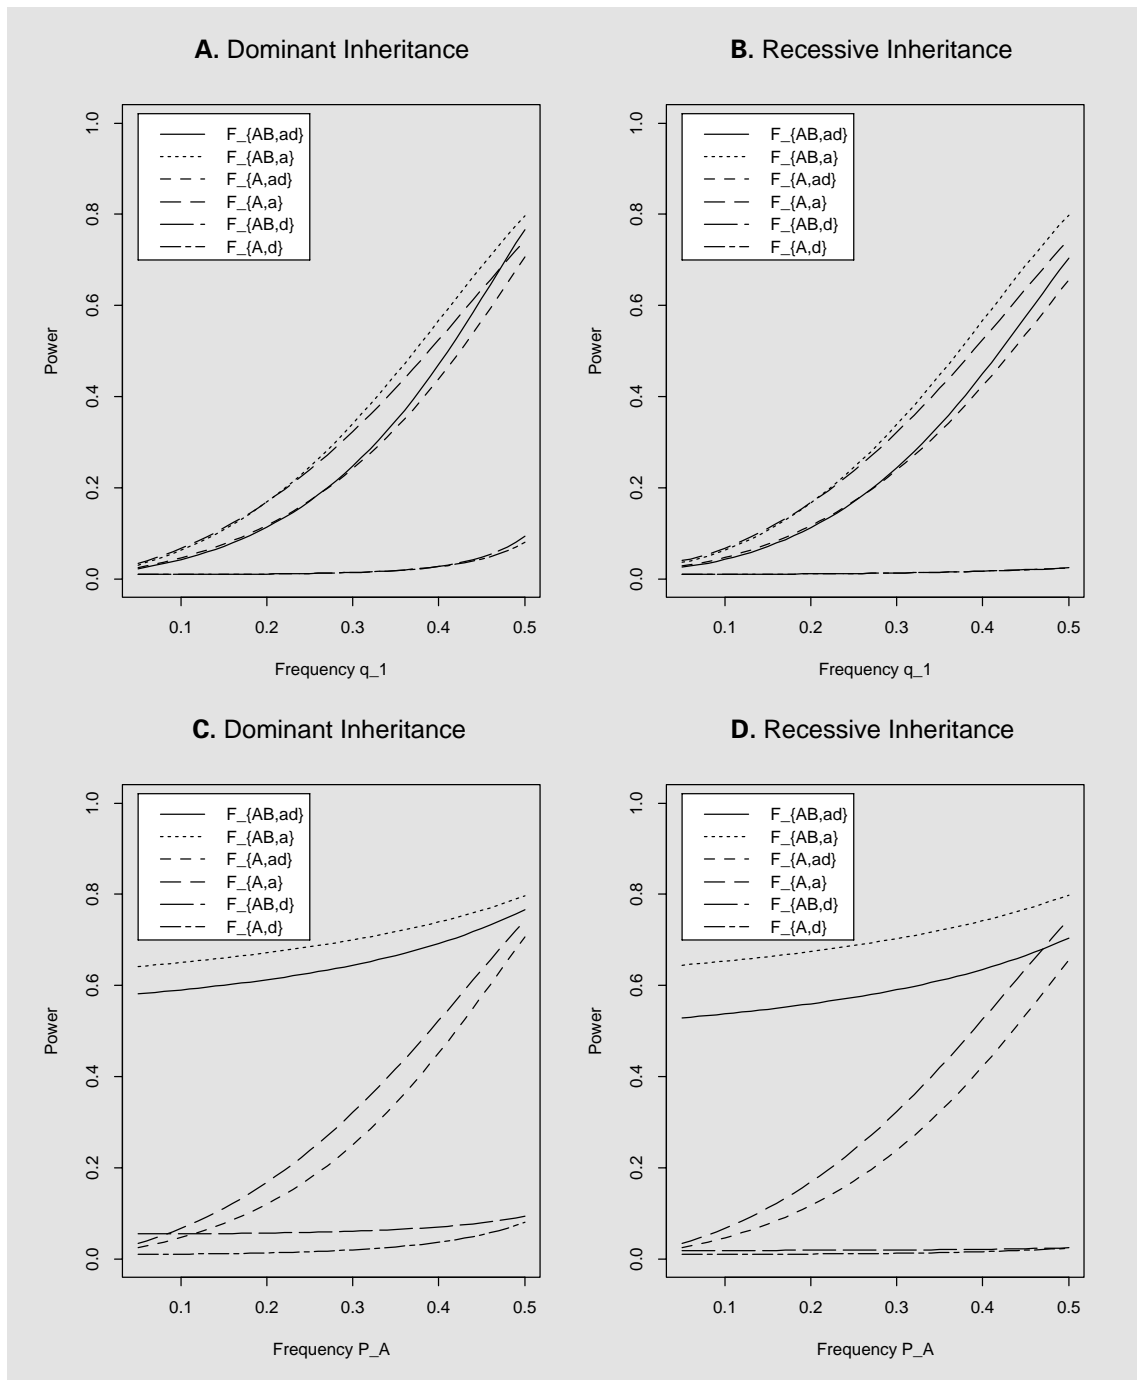 A. Dominant Inheritance
F_{AB,ad}
F_{AB,a}
F_{A,ad}
F_{A,a}
F_{AB,d}
F_{A,d}
1.0
0.8
0.6
0.4
0.2
0.0
Power
0.1 0.2 0.3 0.4 0.5
Frequency q_1
B. Recessive Inheritance
F_{AB,ad}
F_{AB,a}
F_{A,ad}
F_{A,a}
F_{AB,d}
F_{A,d}
1.0
0.8
0.6
0.4
0.2
0.0
Power
0.1 0.2 0.3 0.4 0.5
Frequency q_1
C. Dominant Inheritance
F_{AB,ad}
F_{AB,a}
F_{A,ad}
F_{A,a}
F_{AB,d}
F_{A,d}
1.0
0.8
0.6
0.4
0.2
0.0
Power
0.1 0.2 0.3 0.4 0.5
Frequency P_A
D. Recessive Inheritance
F_{AB,ad}
F_{AB,a}
F_{A,ad}
F_{A,a}
F_{AB,d}
F_{A,d}
1.0
0.8
0.6
0.4
0.2
0.0
Power
0.1 0.2 0.3 0.4 0.5
Frequency P_A